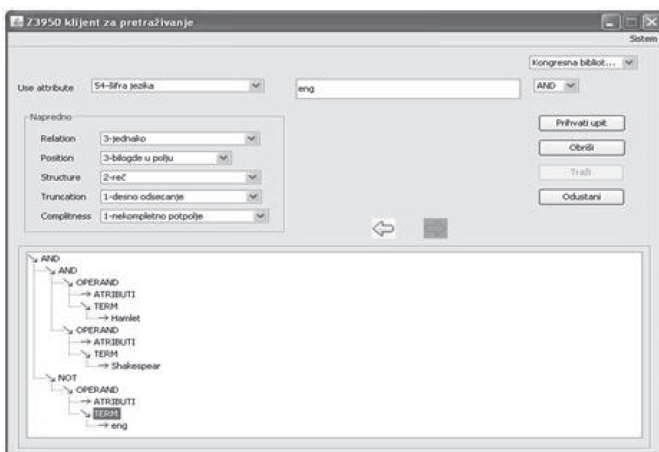 Z3950 klijent za pretraživanje
Sistem
Kongresna bibliot...
Use attribute 54-šifra jezika eng AND
Napredno
Relation 3-jednako
Position 3-bilogde u polju
Structure 2-reč
Truncation 1-desno odsecanje
Complitness 1-nekompletno potpolje
Prihvati upit
Obriši
Traži
Odustani
AND
AND
OPERAND
ATRIBUTI
TERM
Hamlet
OPERAND
ATRIBUTI
TERM
Shakespear
NOT
OPERAND
ATRIBUTI
TERM
eng